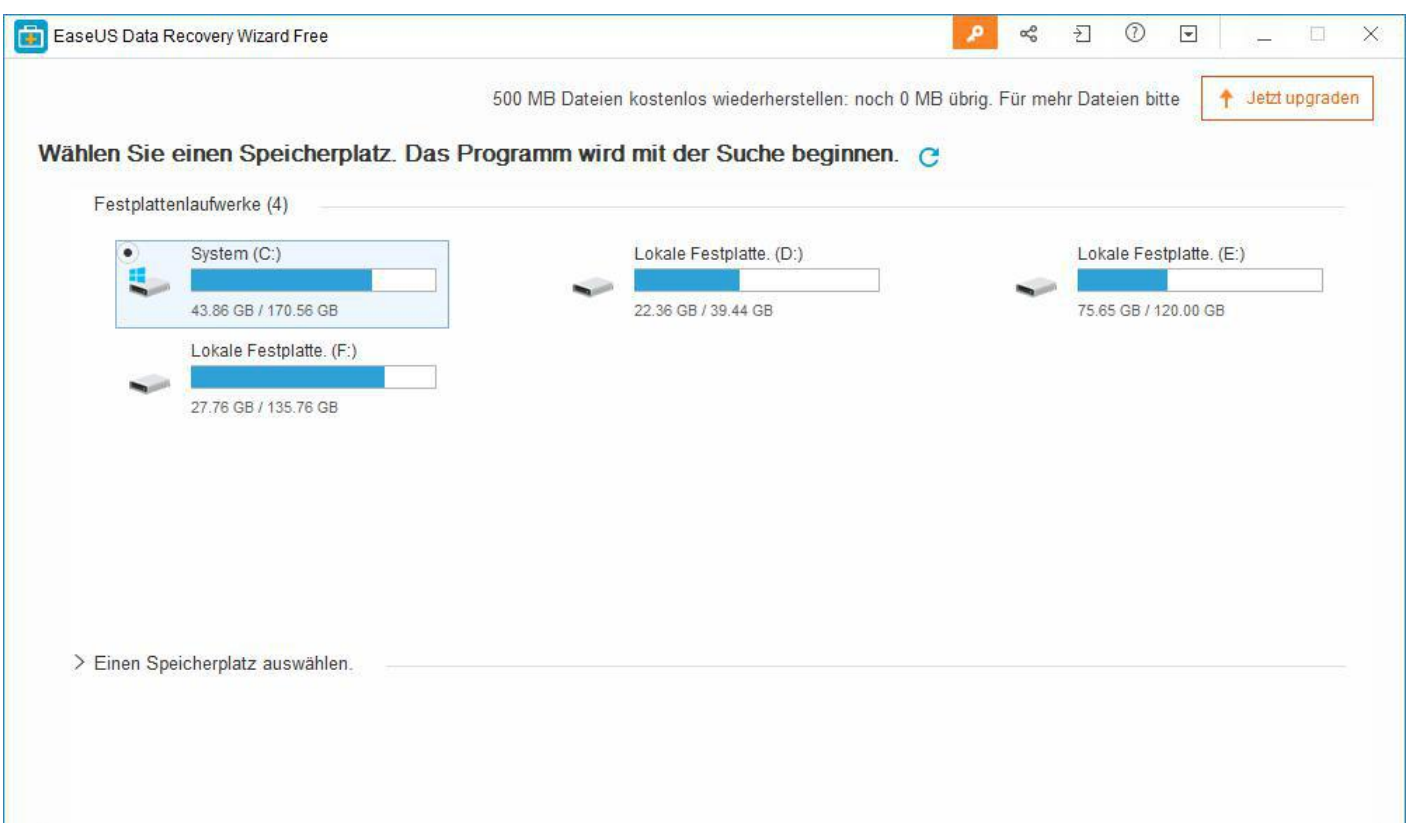 EaseUS Data Recovery Wizard Free
500 MB Dateien kostenlos wiederherstellen: noch 0 MB übrig. Für mehr Dateien bitte
Jetzt upgraden
Wählen Sie einen Speicherplatz. Das Programm wird mit der Suche beginnen.
Festplattenlaufwerke (4)
System (C:)
43.86 GB / 170.56 GB
Lokale Festplatte. (D:)
22.36 GB / 39.44 GB
Lokale Festplatte. (E:)
75.65 GB / 120.00 GB
Lokale Festplatte. (F:)
27.76 GB / 135.76 GB
Einen Speicherplatz auswählen.